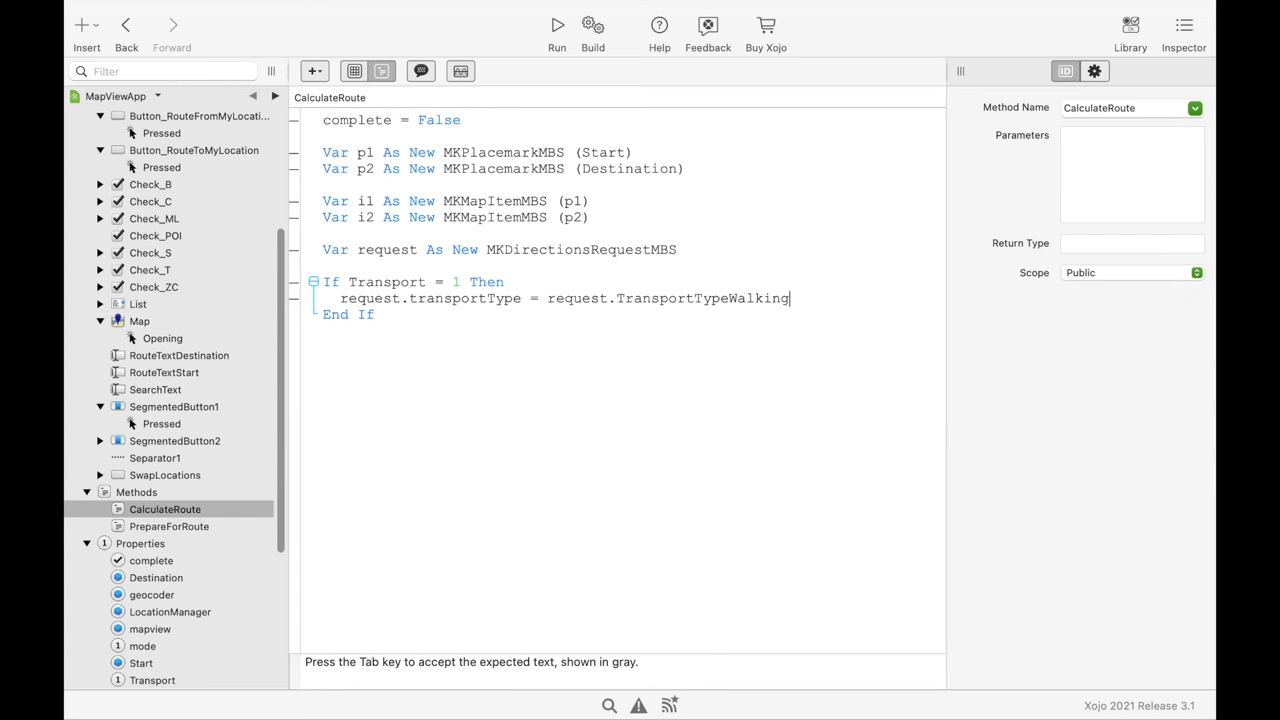 Insert
Back
Forward
Run
Build
Help
Feedback
Buy Xojo
Library
Inspector
Filter
MapViewApp
Button_RouteFromMyLocati...
Pressed
Button_RouteToMyLocation
Pressed
Check_B
Check_C
Check_ML
Check_POI
Check_S
Check_T
Check_ZC
List
Map
Opening
RouteTextDestination
RouteTextStart
SearchText
SegmentedButton1
Pressed
SegmentedButton2
Separator1
SwapLocations
Methods
CalculateRoute
PrepareForRoute
Properties
complete
Destination
geocoder
LocationManager
mapview
mode
Start
Transport
CalculateRoute
complete = False
Var p1 As New MKPlacemarkMBS (Start)
Var p2 As New MKPlacemarkMBS (Destination)
Var i1 As New MKMapItemMBS (p1)
Var i2 As New MKMapItemMBS (p2)
Var request As New MKDirectionsRequestMBS
If Transport = 1 Then
request.transportType = request.TransportTypeWalking
End If
Press the Tab key to accept the expected text, shown in gray.
ID
Method Name CalculateRoute
Parameters
Return Type
Scope Public
Xojo 2021 Release 3.1